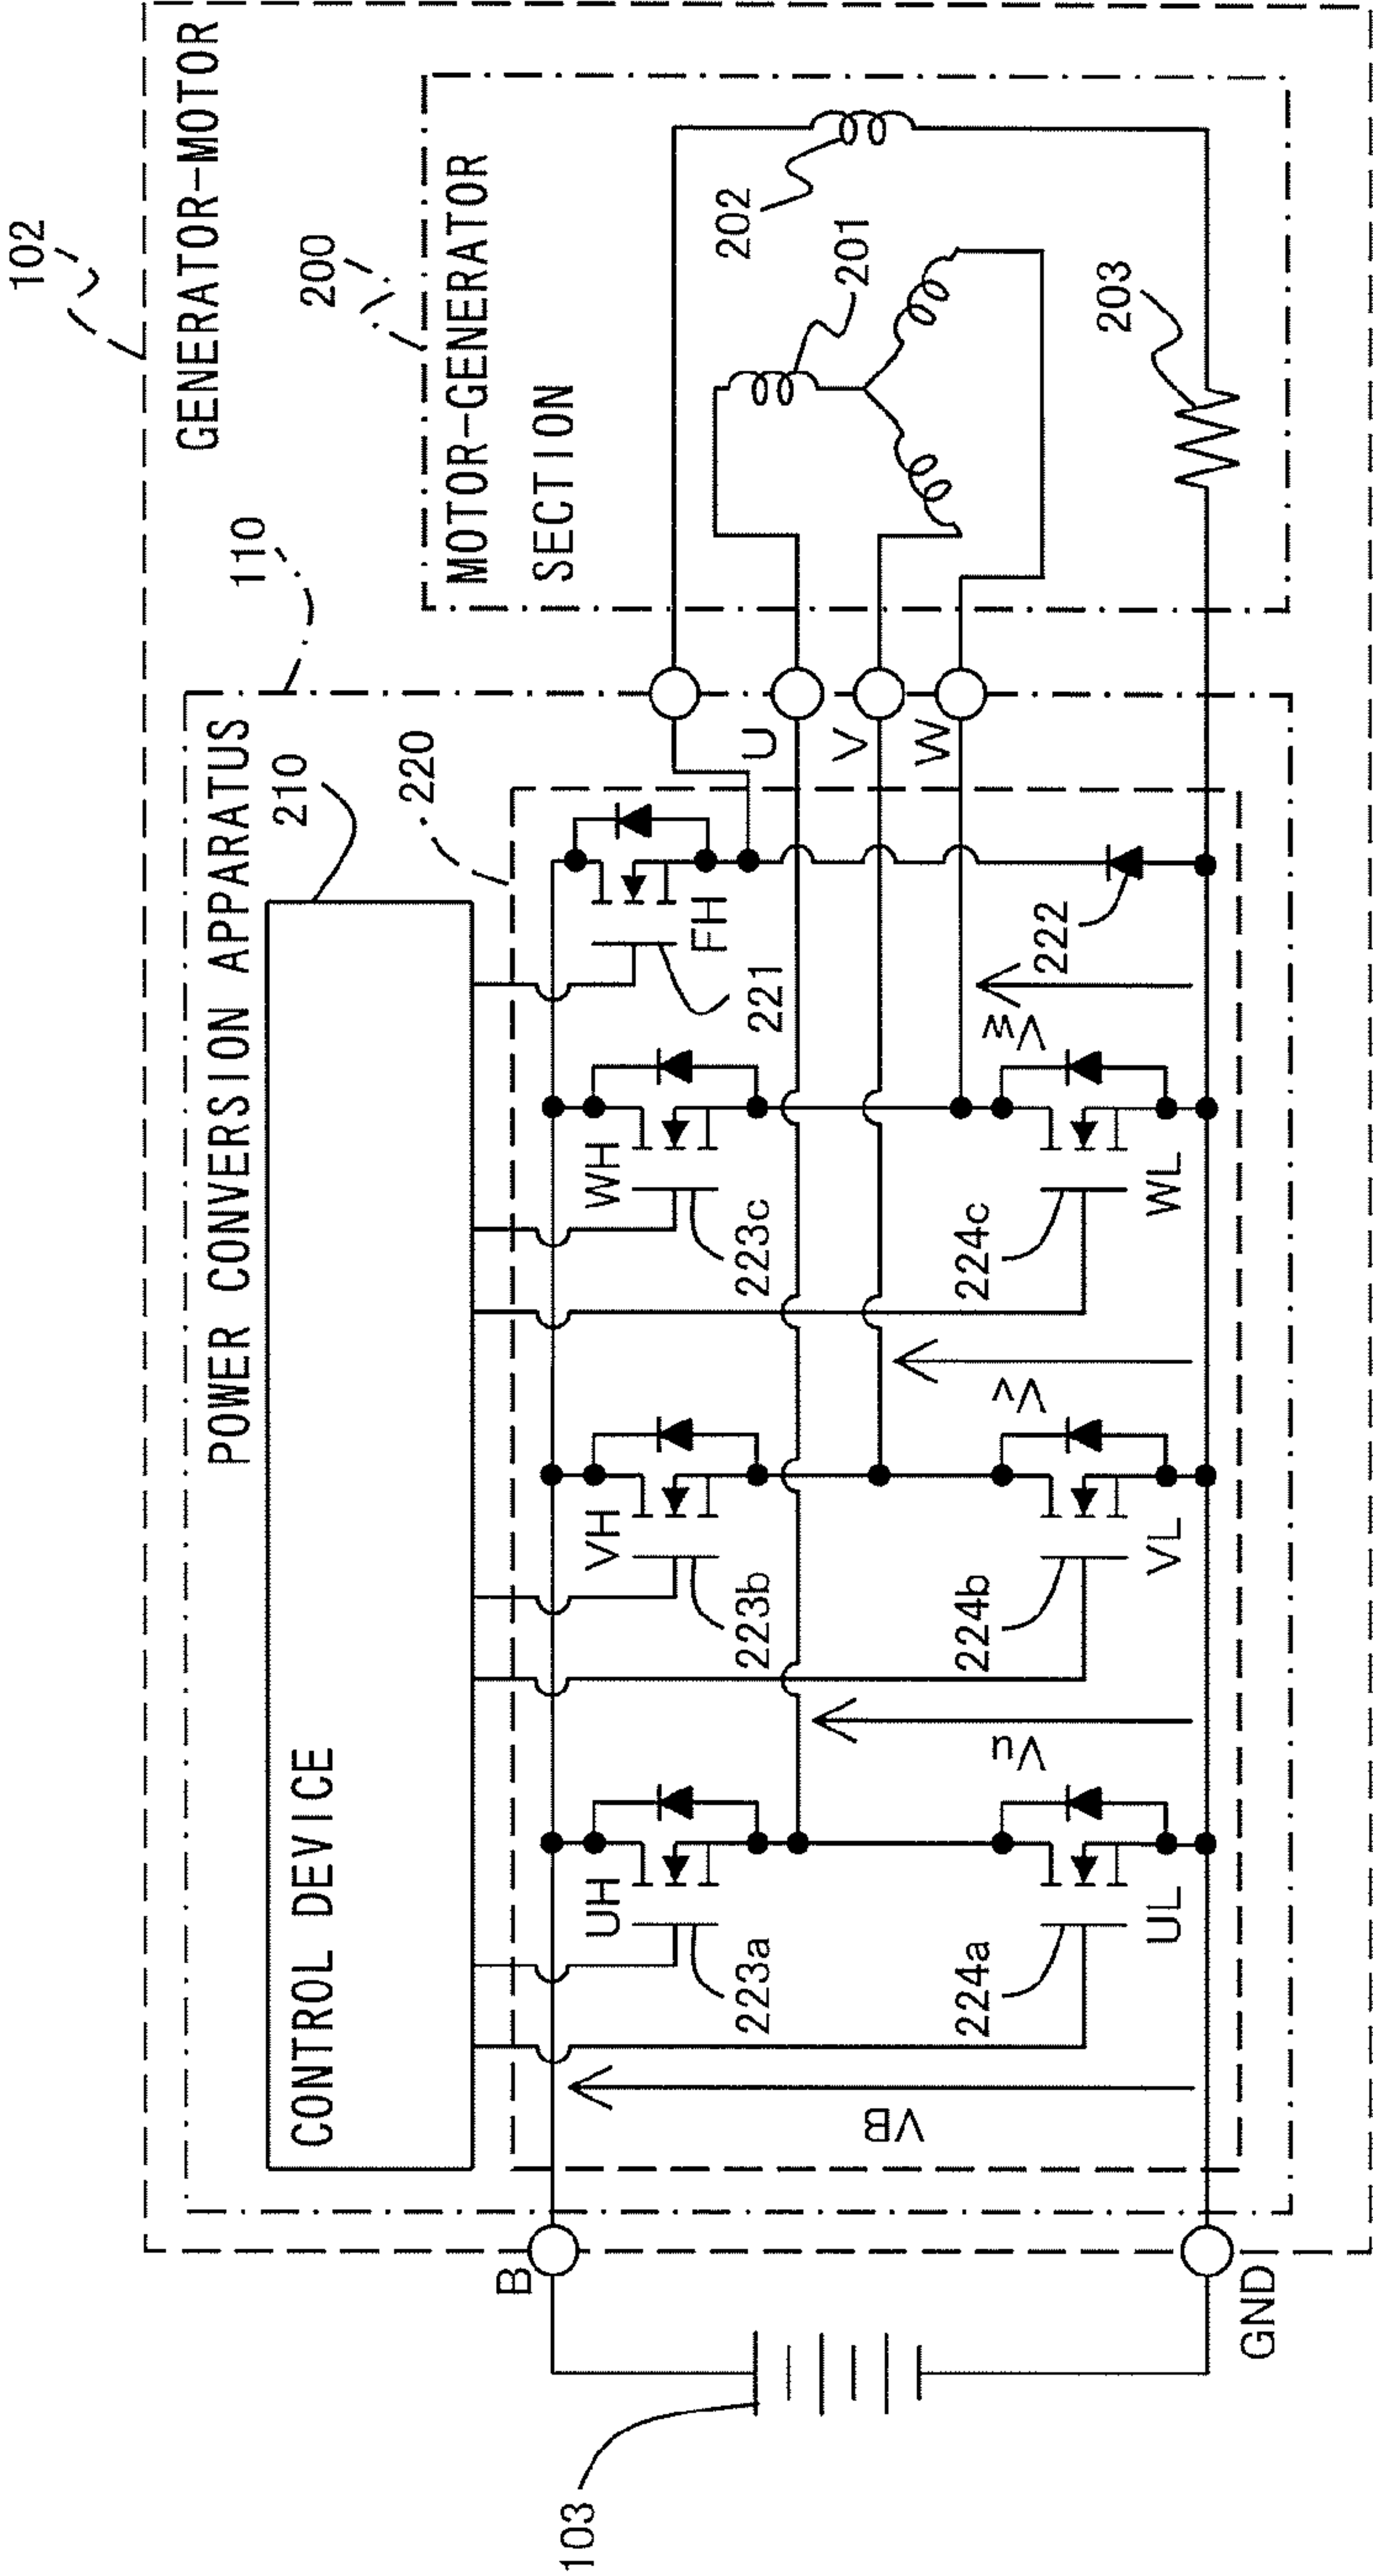 102
GENERATOR-MOTOR
200
MOTOR-GENERATOR
SECTION
110
POWER CONVERSION APPARATUS
210
CONTROL DEVICE
220
202
201
203
U
V
W
FH
221
222
Vw
WH
223c
224c
WL
Vv
VH
223b
224b
VL
Vu
UH
223a
224a
UL
VB
B
GND
103